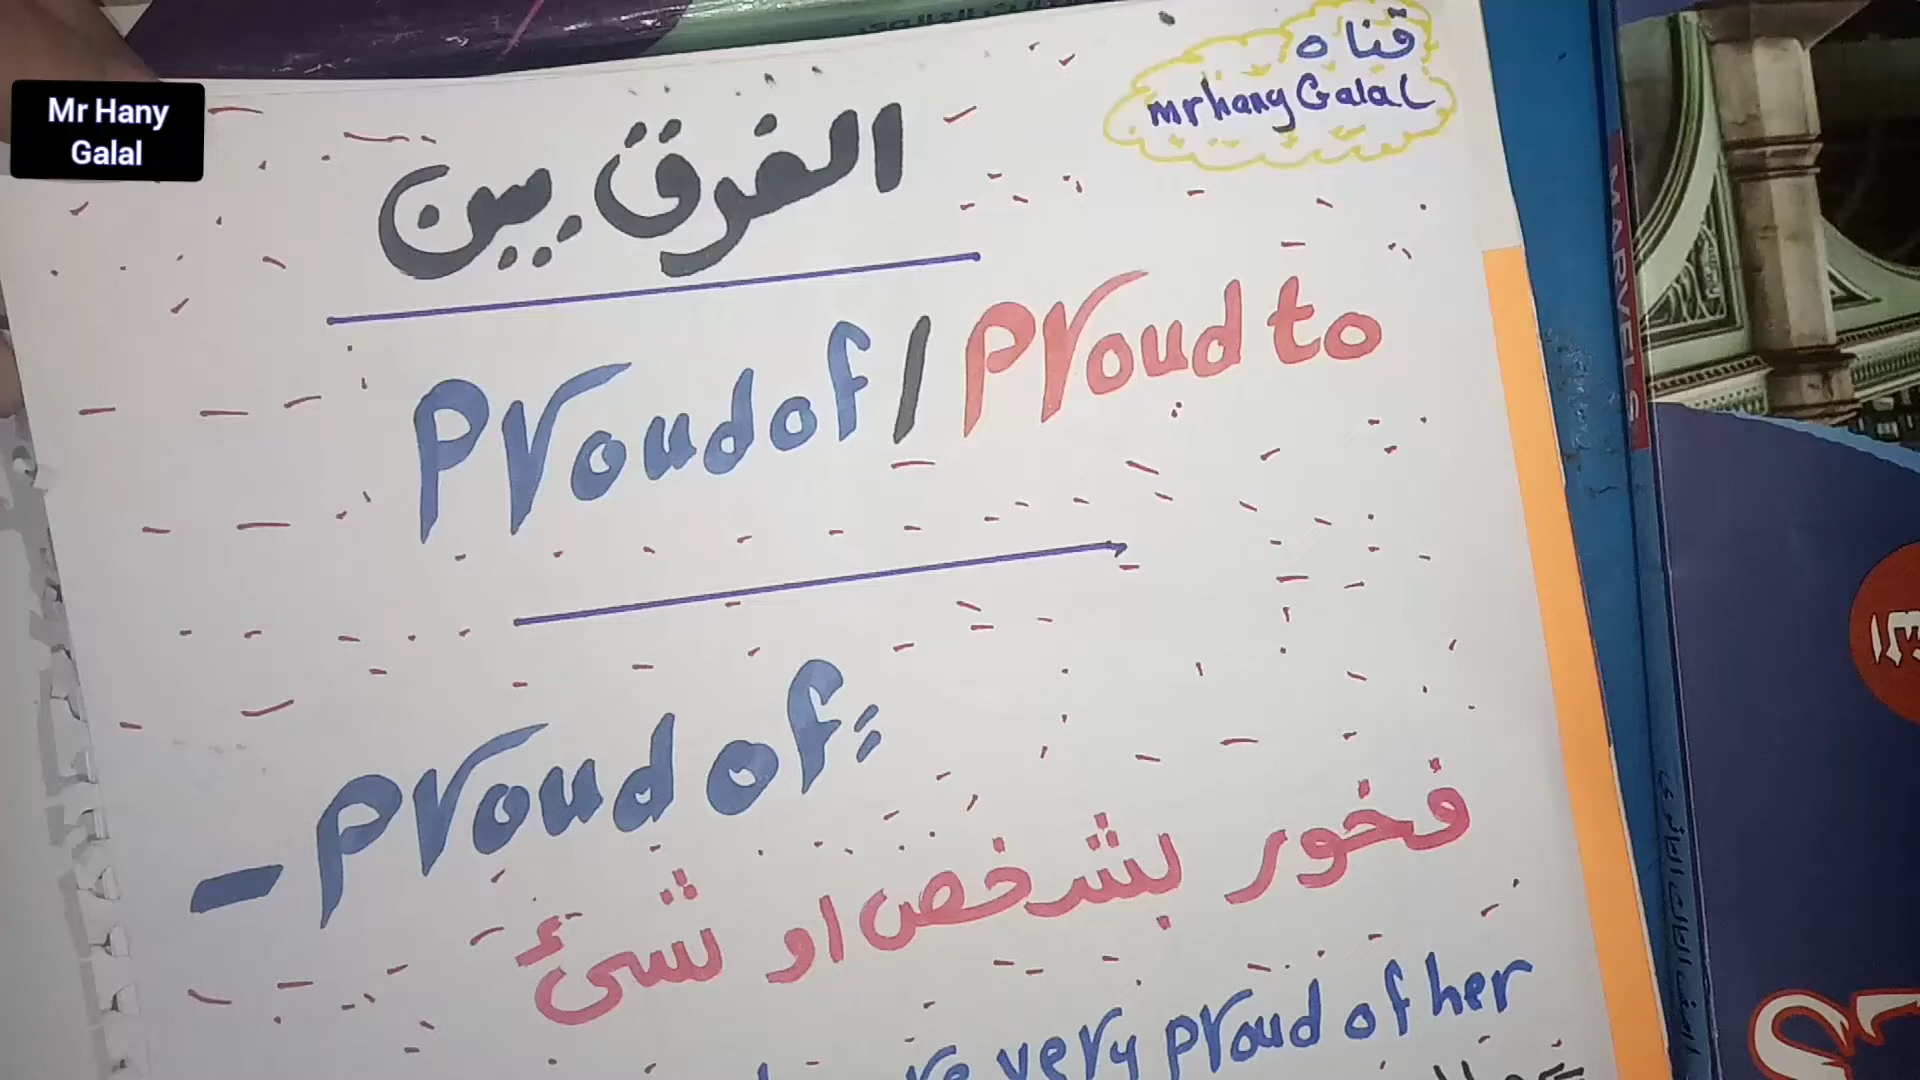 Mr Hany
Galal
قناه
mrhany Galal
الفرق بين
Proud of / Proud to
- Proud of:
فخور بشخص او شئ
very proud of her
MARVELS